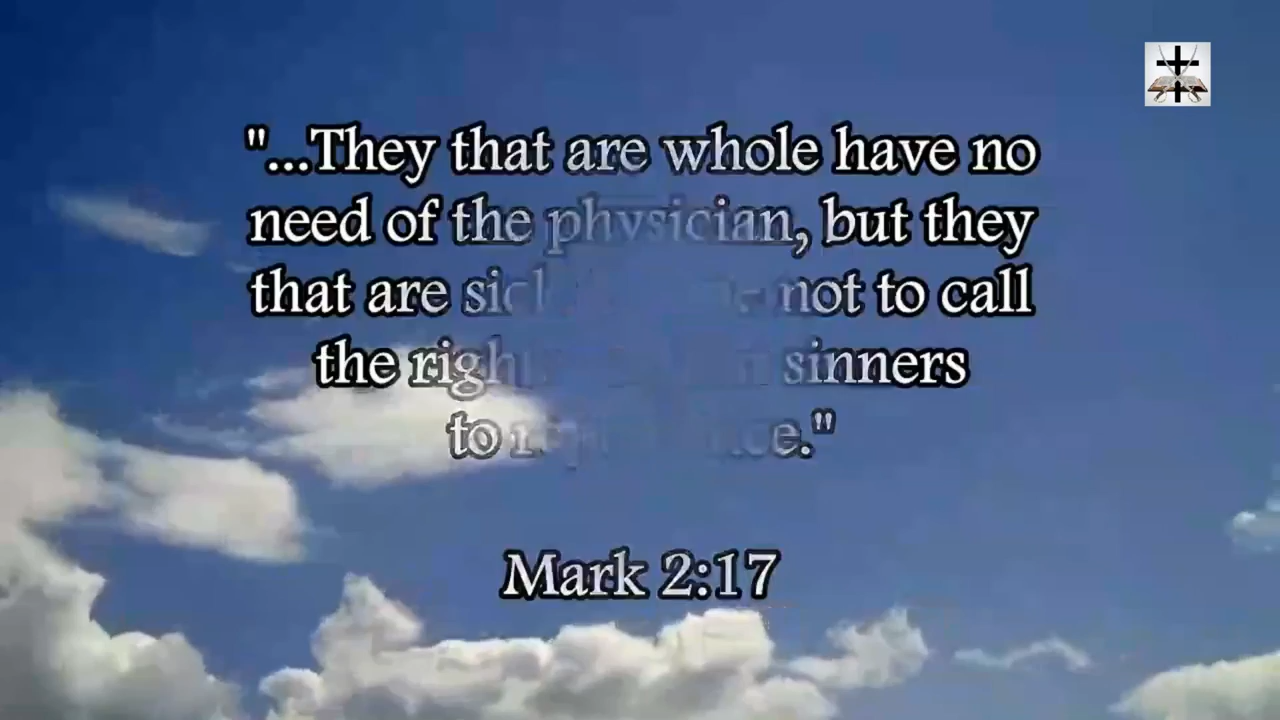 "...They that are whole have no
need of the physician, but they
that are not to call
the sinners
to
Mark 2:17